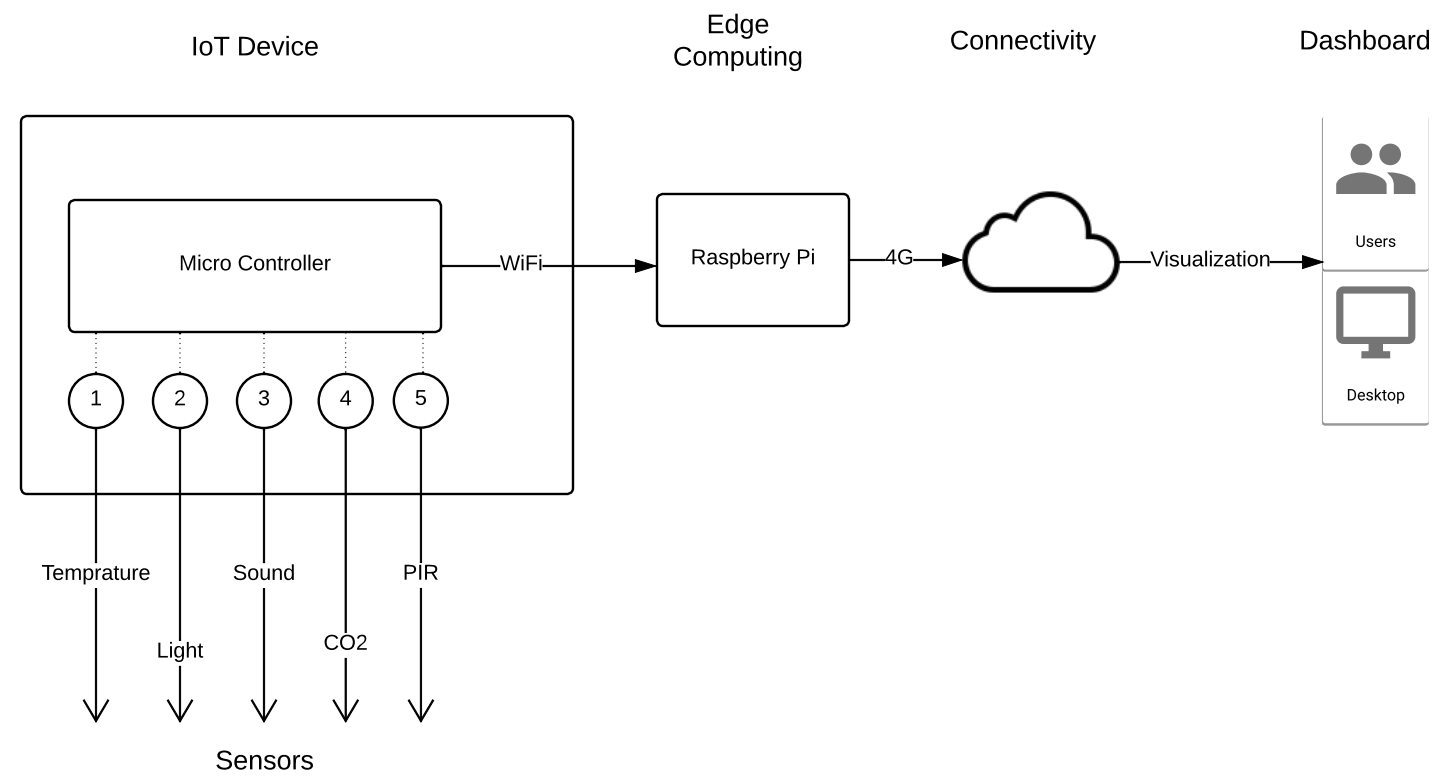 IoT Device
Edge
Computing
Connectivity
Dashboard
Micro Controller
WiFi
Raspberry Pi
4G
Visualization
Users
Desktop
1
2
3
4
5
Temprature
Light
Sound
CO2
PIR
Sensors